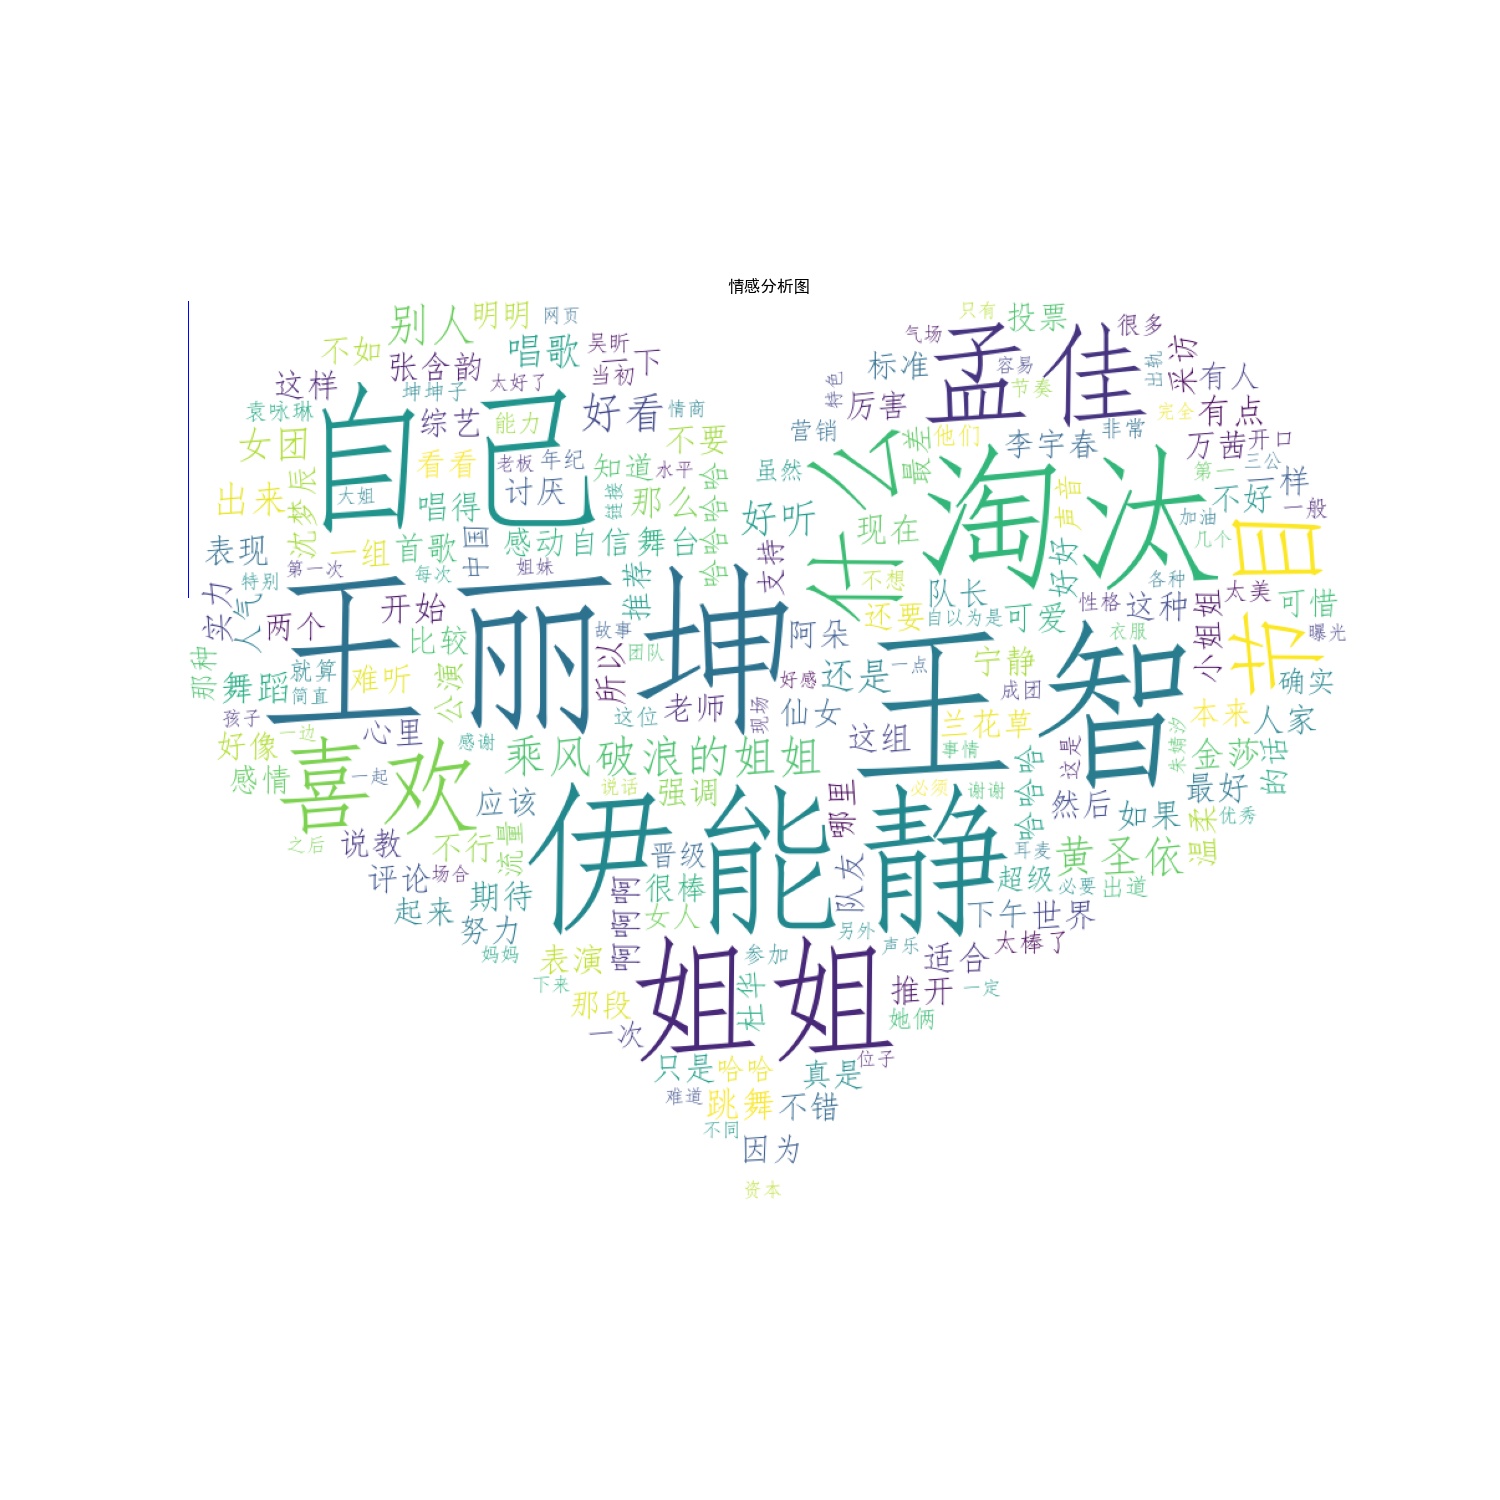 情感分析图
别人
明明
网页
只有
投票
很多
不如
唱歌
吴昕
一下
气场
孟佳
采访
张含韵
当初
标准
容易
出轨
有人
这样
坤坤子
太好了
特色
厉害
节奏
完全
有点
袁咏琳
自己
综艺
能力
好看
情商
营销
什么
最差
他们
李宇春
非常
万茜
开口
女团
看看
老板
年纪
知道
不要
水平
虽然
淘汰
声音
第一
三公
一样
沈梦辰
大姐
讨厌
链接
那么
哈哈哈哈
出来
唱得
好听
现在
不好
一般
加油
节目
几个
表现
一组
首歌
中国
感动
自信
舞台
支持
好好
特别
第一次
每次
姐妹
推荐
不想
各种
实力
人气
王丽坤
队长
性格
这种
小姐姐
太美
可惜
两个
开始
还要
自以为是
可爱
那种
比较
故事
所以
团队
阿朵
王智
衣服
曝光
舞蹈
就算
简直
难听
公演
好感
还是
一点
宁静
确实
孩子
这位
老师
现场
仙女
成团
兰花草
本来
人家
好像
一边
心里
感谢
乘风破浪的姐姐
这组
事情
这是
朱婧汐
金莎
的话
感情
喜欢
一起
说话
强调
哪里
必须
谢谢
哈哈哈
最好
应该
伊能静
然后
如果
温柔
优秀
之后
说教
不行
流量
晋级
耳麦
黄圣依
评论
场合
期待
啊啊啊
很棒
队友
超级
必要
出道
起来
努力
女人
另外
下午
世界
妈妈
表演
姐姐
参加
声乐
适合
太棒了
下来
那段
杜华
推开
一定
一次
她俩
只是
哈哈
真是
位子
难道
跳舞
不错
不同
因为
资本